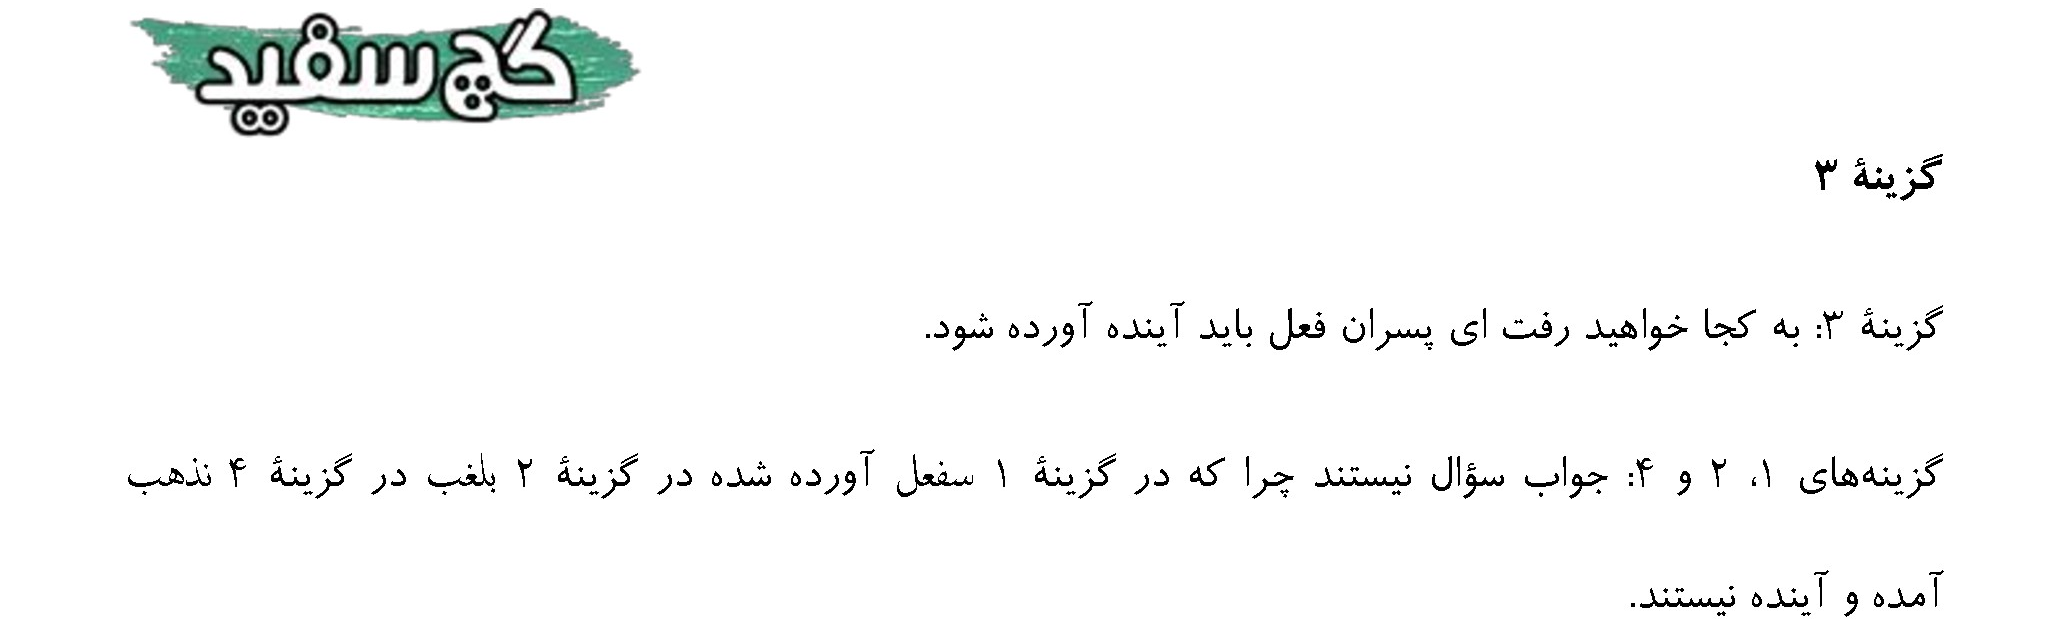 گچ سفید
گزینهٔ ۳
گزینهٔ ۳: به کجا خواهید رفت ای پسران فعل باید آینده آورده شود.
گزینه‌های ۱، ۲ و ۴: جواب سؤال نیستند چرا که در گزینهٔ ۱ سفعل آورده شده در گزینهٔ ۲ بلغب در گزینهٔ ۴ نذهب
آمده و آینده نیستند.